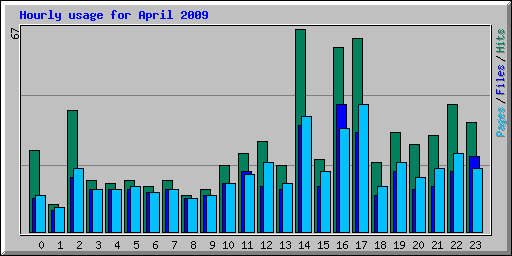 Hourly usage for April 2009
67
Pages / Files / Hits
0 1 2 3 4 5 6 7 8 9 10 11 12 13 14 15 16 17 18 19 20 21 22 23